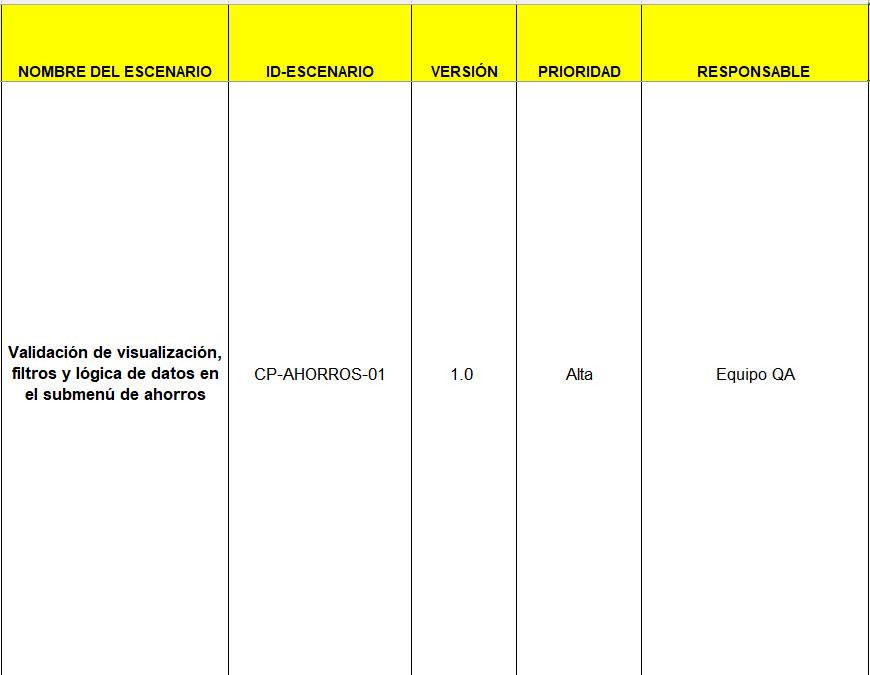 NOMBRE DEL ESCENARIO
ID-ESCENARIO
VERSIÓN
PRIORIDAD
RESPONSABLE
Validación de visualización,
filtros y lógica de datos en
el submenú de ahorros
CP-AHORROS-01
1.0
Alta
Equipo QA